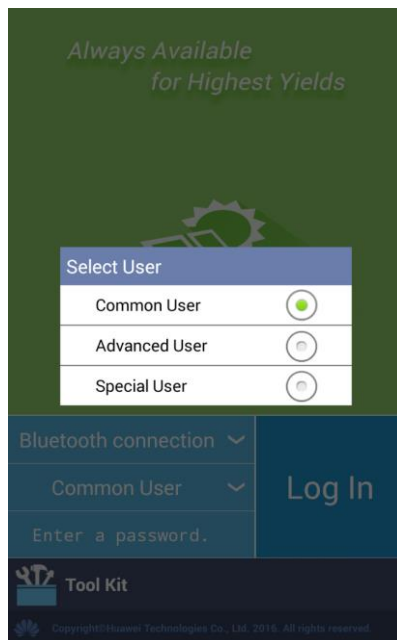 Always Available
for Highest Yields
Select User
Common User
Advanced User
Special User
Bluetooth connection
Common User
Log In
Enter a password.
Tool Kit
Copyright©Huawei Technologies Co., Ltd. 2016. All rights reserved.